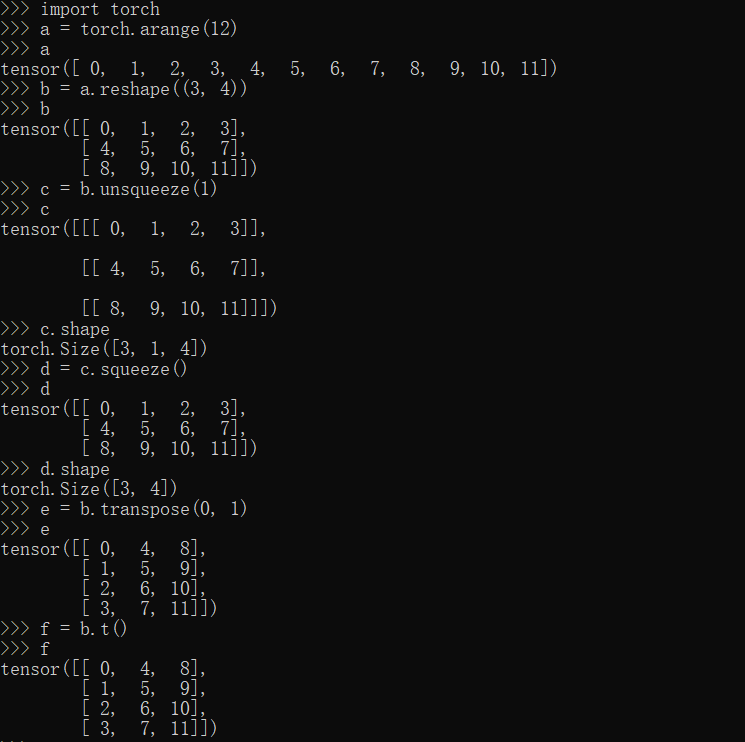 >>> import torch
>>> a = torch.arange(12)
>>> a
tensor([ 0,  1,  2,  3,  4,  5,  6,  7,  8,  9, 10, 11])
>>> b = a.reshape((3, 4))
>>> b
tensor([[ 0,  1,  2,  3],
        [ 4,  5,  6,  7],
        [ 8,  9, 10, 11]])
>>> c = b.unsqueeze(1)
>>> c
tensor([[[ 0,  1,  2,  3]],

        [[ 4,  5,  6,  7]],

        [[ 8,  9, 10, 11]]])
>>> c.shape
torch.Size([3, 1, 4])
>>> d = c.squeeze()
>>> d
tensor([[ 0,  1,  2,  3],
        [ 4,  5,  6,  7],
        [ 8,  9, 10, 11]])
>>> d.shape
torch.Size([3, 4])
>>> e = b.transpose(0, 1)
>>> e
tensor([[ 0,  4,  8],
        [ 1,  5,  9],
        [ 2,  6, 10],
        [ 3,  7, 11]])
>>> f = b.t()
>>> f
tensor([[ 0,  4,  8],
        [ 1,  5,  9],
        [ 2,  6, 10],
        [ 3,  7, 11]])